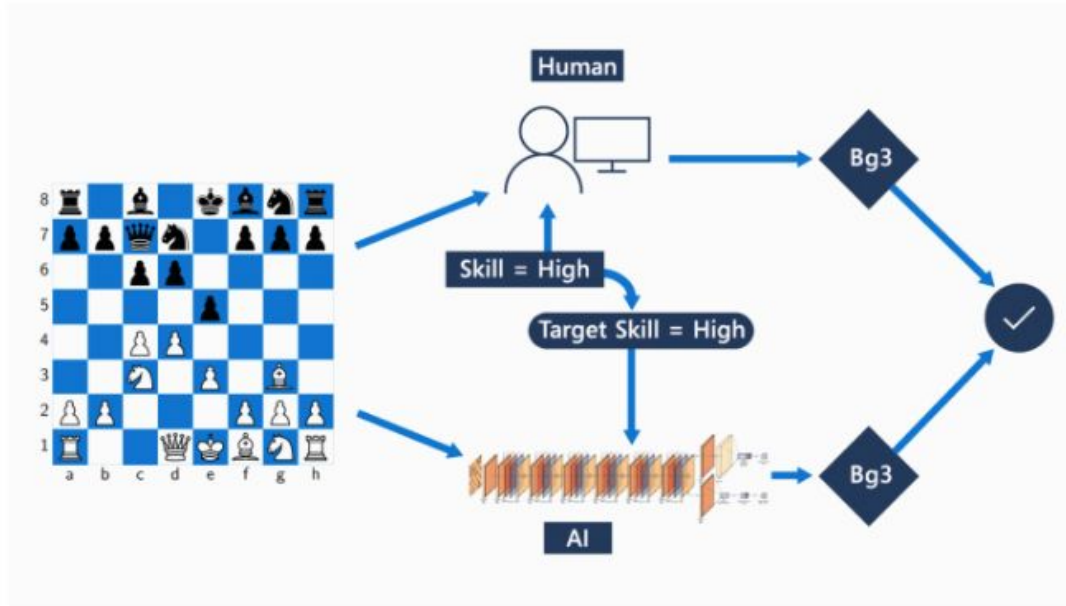 Human
Bg3
8
7
6
5
4
3
2
1
a b c d e f g h
Skill = High
Target Skill = High
Bg3
AI